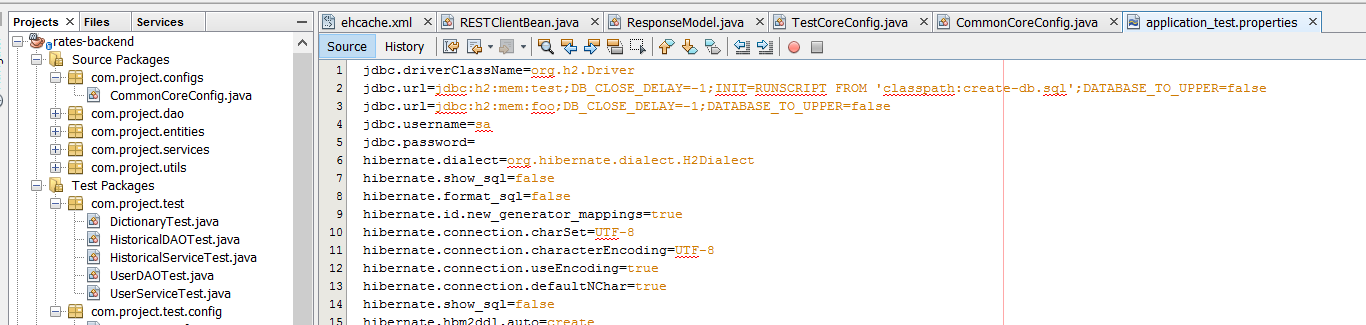 Projects Files Services
rates-backend
Source Packages
com.project.configs
CommonCoreConfig.java
com.project.dao
com.project.entities
com.project.services
com.project.utils
Test Packages
com.project.test
DictionaryTest.java
HistoricalDAOTest.java
HistoricalServiceTest.java
UserDAOTest.java
UserServiceTest.java
com.project.test.config
ehcache.xml RESTClientBean.java ResponseModel.java TestCoreConfig.java CommonCoreConfig.java application_test.properties
Source History
1 jdbc.driverClassName=org.h2.Driver
2 jdbc.url=jdbc:h2:mem:test;DB_CLOSE_DELAY=-1;INIT=RUNSCRIPT FROM 'classpath:create-db.sql';DATABASE_TO_UPPER=false
3 jdbc.url=jdbc:h2:mem:foo;DB_CLOSE_DELAY=-1;DATABASE_TO_UPPER=false
4 jdbc.username=sa
5 jdbc.password=
6 hibernate.dialect=org.hibernate.dialect.H2Dialect
7 hibernate.show_sql=false
8 hibernate.format_sql=false
9 hibernate.id.new_generator_mappings=true
10 hibernate.connection.charSet=UTF-8
11 hibernate.connection.characterEncoding=UTF-8
12 hibernate.connection.useEncoding=true
13 hibernate.connection.defaultNChar=true
14 hibernate.show_sql=false
15 hibernate.hbm2ddl.auto=create